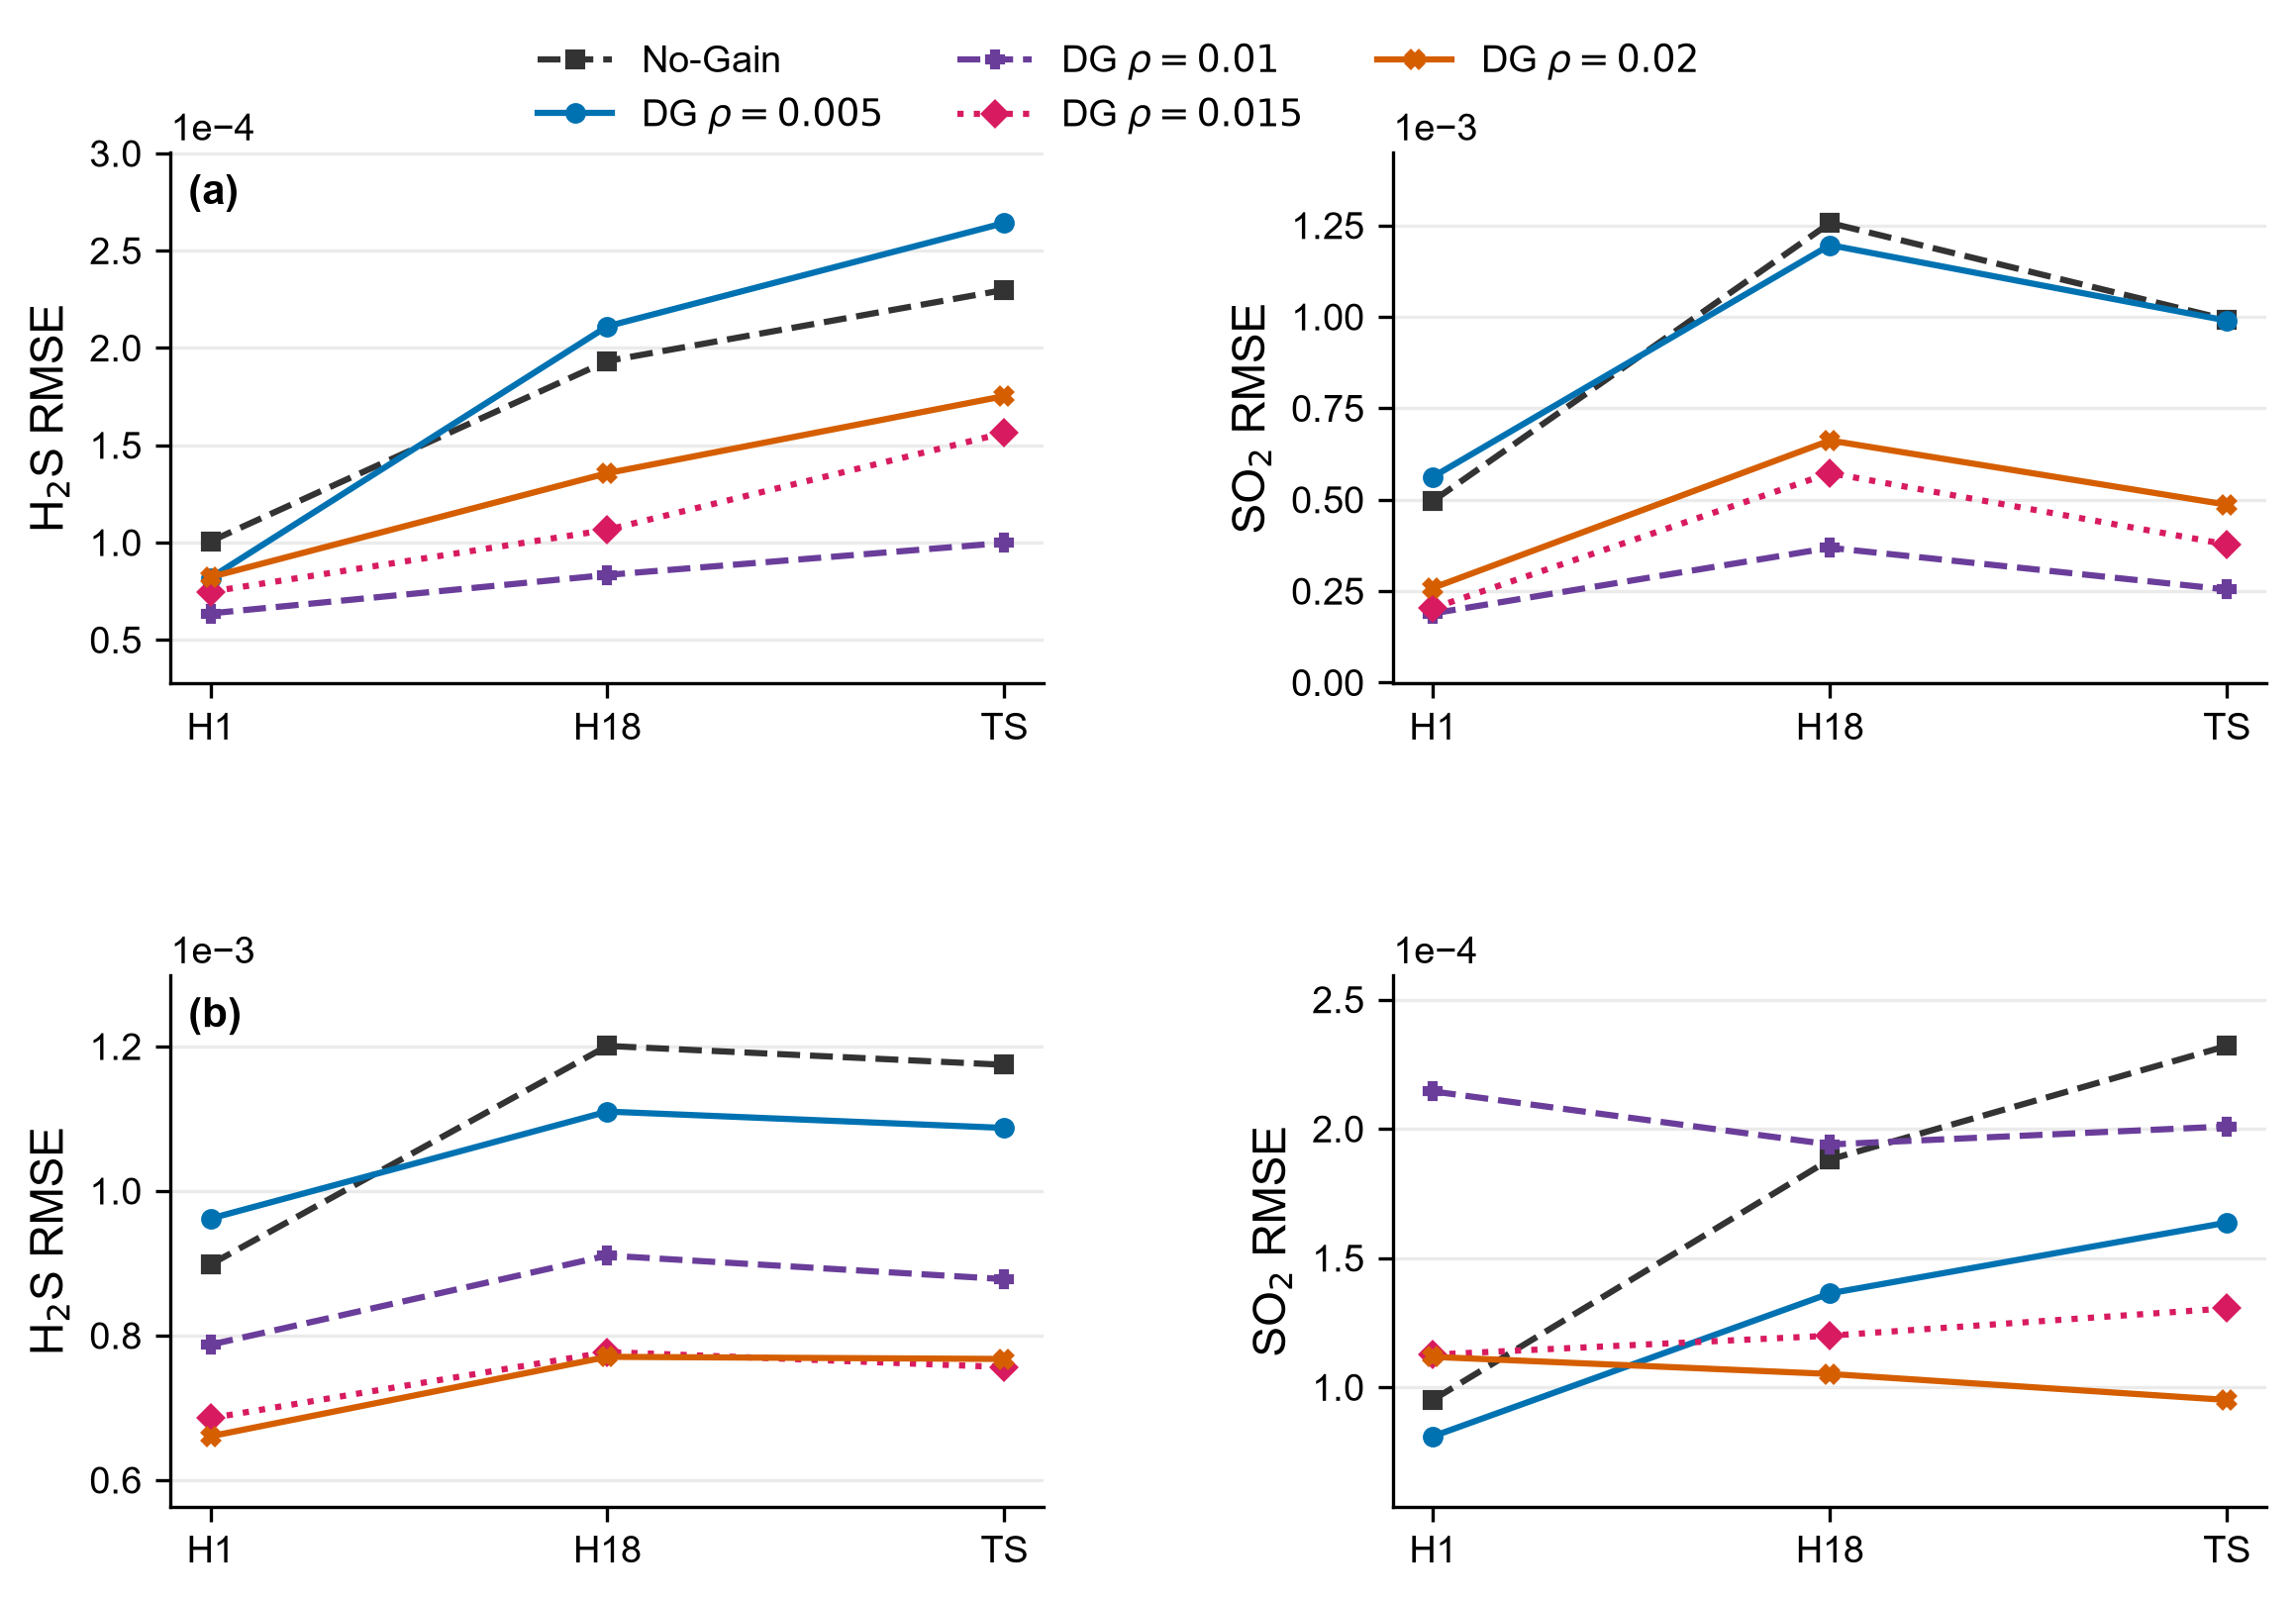 No-Gain
DG ρ = 0.01
DG ρ = 0.02
DG ρ = 0.005
DG ρ = 0.015
1e−4
(a)
H₂S RMSE
3.0
2.5
2.0
1.5
1.0
0.5
H1 H18 TS
1e−3
SO₂ RMSE
1.25
1.00
0.75
0.50
0.25
0.00
H1 H18 TS
1e−3
(b)
H₂S RMSE
1.2
1.0
0.8
0.6
H1 H18 TS
1e−4
SO₂ RMSE
2.5
2.0
1.5
1.0
H1 H18 TS